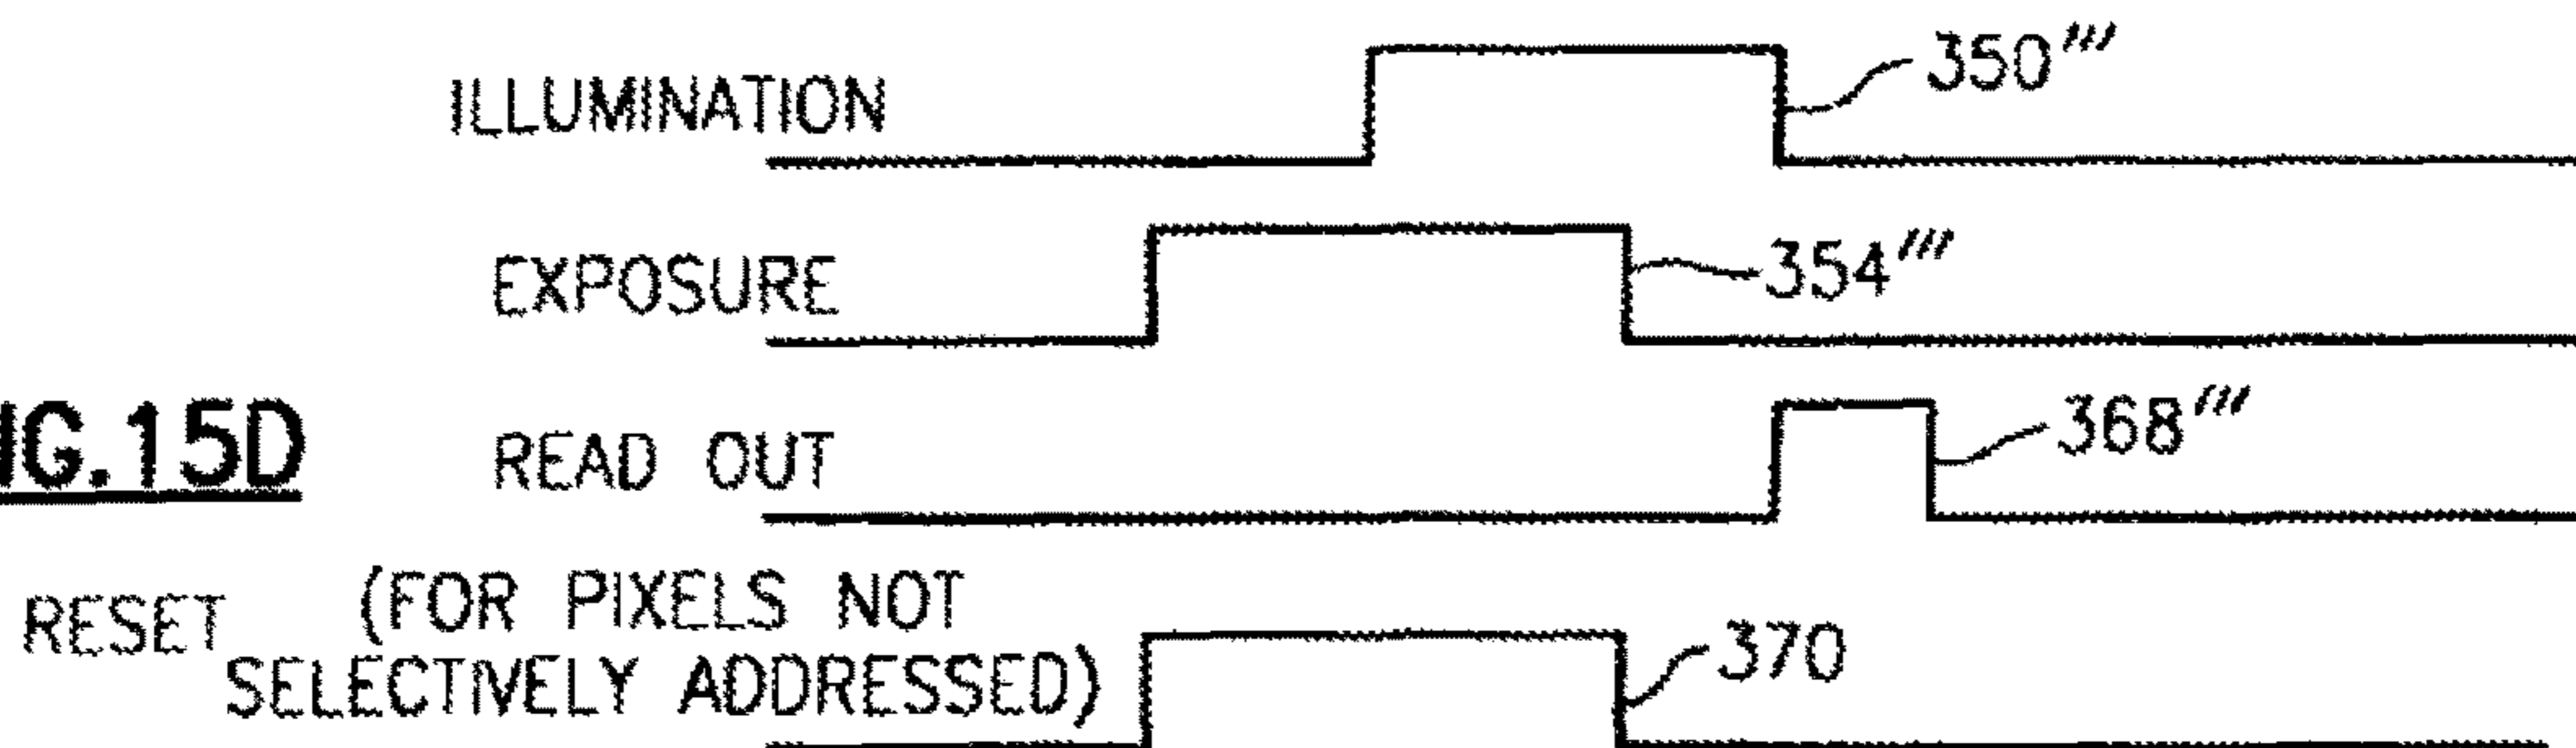 ILLUMINATION 350‴
EXPOSURE 354‴
IG.15D READ OUT 368‴
RESET (FOR PIXELS NOT
SELECTIVELY ADDRESSED) 370